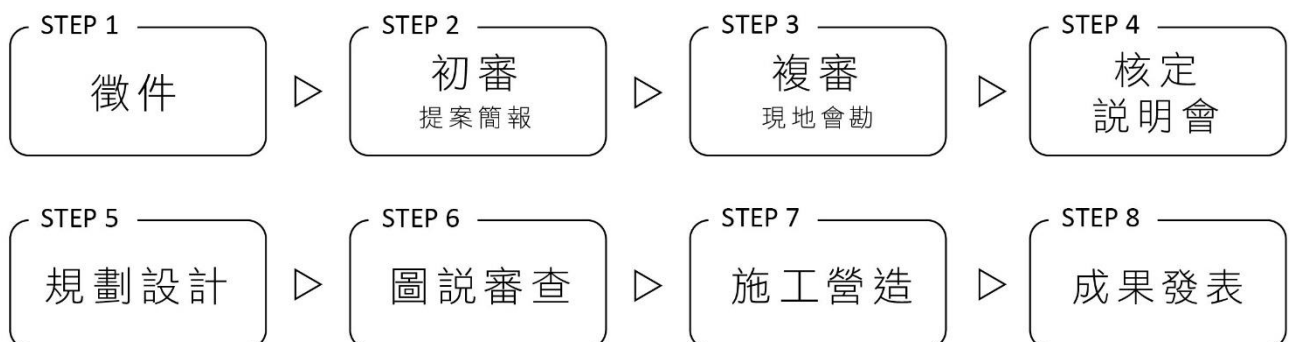 STEP 1
徵件
STEP 2
初審
提案簡報
STEP 3
複審
現地會勘
STEP 4
核定
説明會
STEP 5
規劃設計
STEP 6
圖説審查
STEP 7
施工營造
STEP 8
成果發表